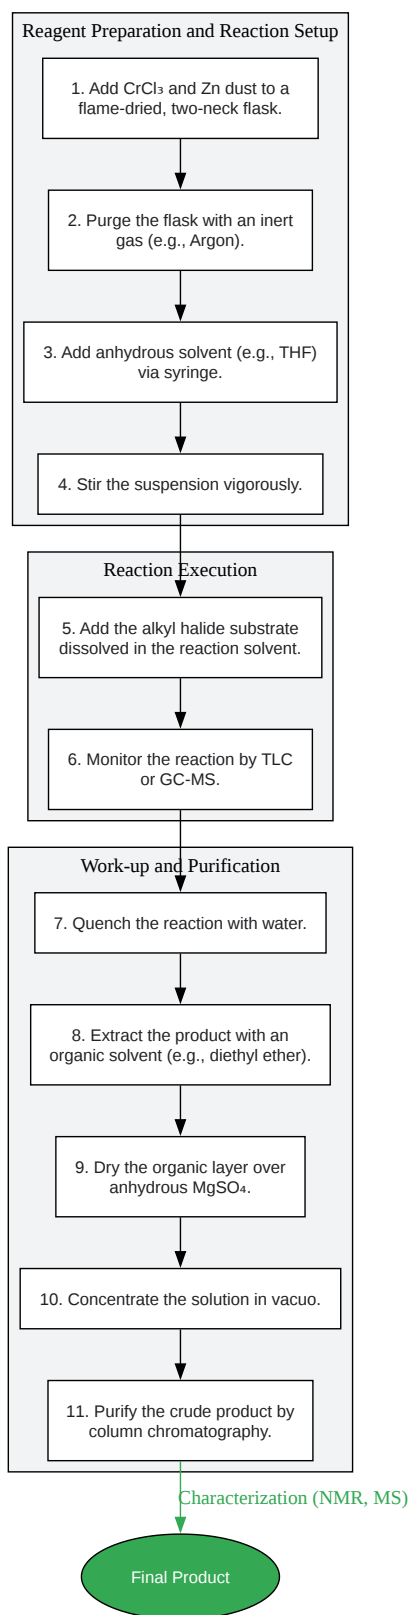 Reagent Preparation and Reaction Setup
1. Add CrCl₃ and Zn dust to a
flame-dried, two-neck flask.
2. Purge the flask with an inert
gas (e.g., Argon).
3. Add anhydrous solvent (e.g., THF)
via syringe.
4. Stir the suspension vigorously.
Reaction Execution
5. Add the alkyl halide substrate
dissolved in the reaction solvent.
6. Monitor the reaction by TLC
or GC-MS.
Work-up and Purification
7. Quench the reaction with water.
8. Extract the product with an
organic solvent (e.g., diethyl ether).
9. Dry the organic layer over
anhydrous MgSO₄.
10. Concentrate the solution in vacuo.
11. Purify the crude product by
column chromatography.
Characterization (NMR, MS)
Final Product